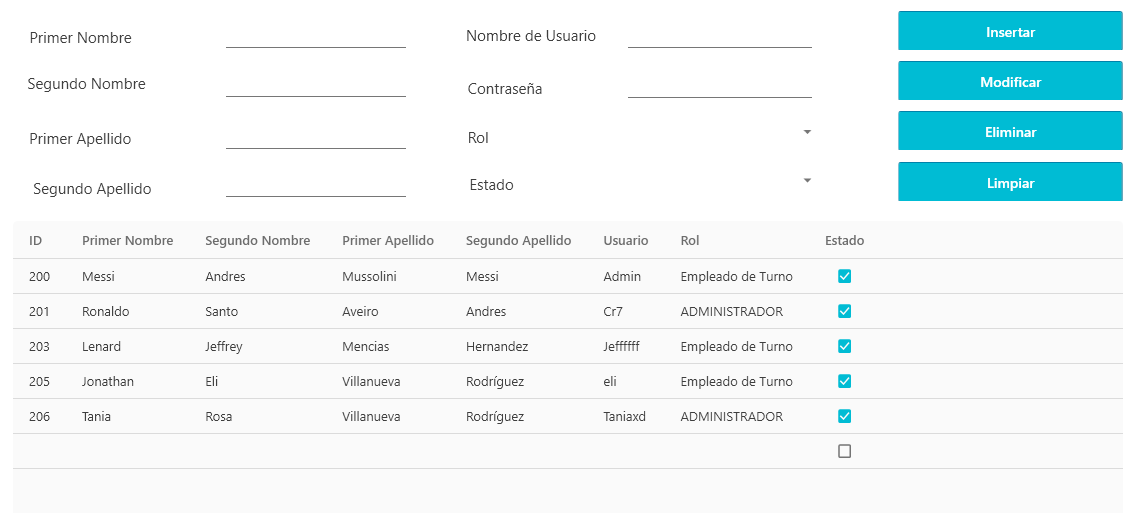 Primer Nombre Nombre de Usuario Insertar
Segundo Nombre Contraseña Modificar
Primer Apellido Rol Eliminar
Segundo Apellido Estado Limpiar
ID Primer Nombre Segundo Nombre Primer Apellido Segundo Apellido Usuario Rol Estado
200 Messi Andres Mussolini Messi Admin Empleado de Turno
201 Ronaldo Santo Aveiro Andres Cr7 ADMINISTRADOR
203 Lenard Jeffrey Mencias Hernandez Jeffffff Empleado de Turno
205 Jonathan Eli Villanueva Rodríguez eli Empleado de Turno
206 Tania Rosa Villanueva Rodríguez Taniaxd ADMINISTRADOR